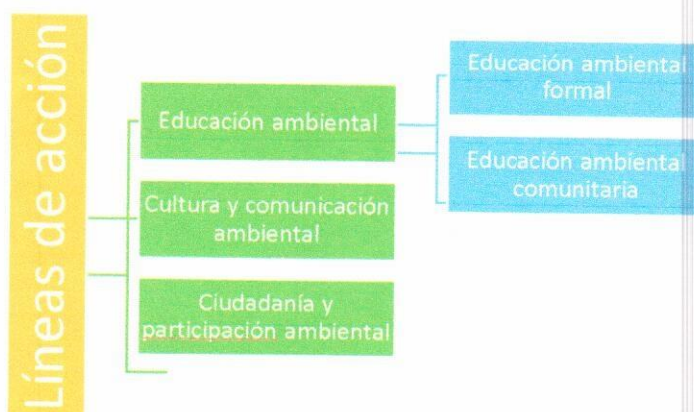 Líneas de acción
Educación ambiental
Educación ambiental
formal
Educación ambiental
comunitaria
Cultura y comunicación
ambiental
Ciudadanía y
participación ambiental